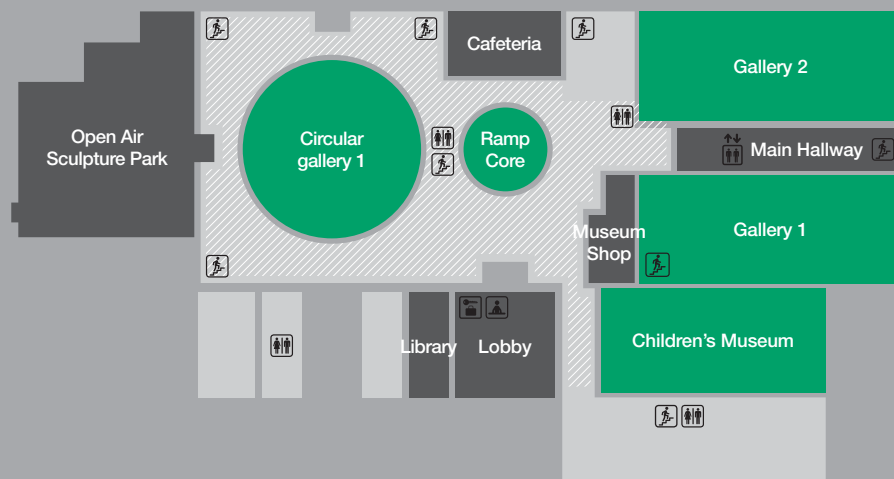 Cafeteria
Gallery 2
Open Air
Sculpture Park
Circular
gallery 1
Ramp
Core
Main Hallway
Museum
Shop
Gallery 1
Library
Lobby
Children's Museum